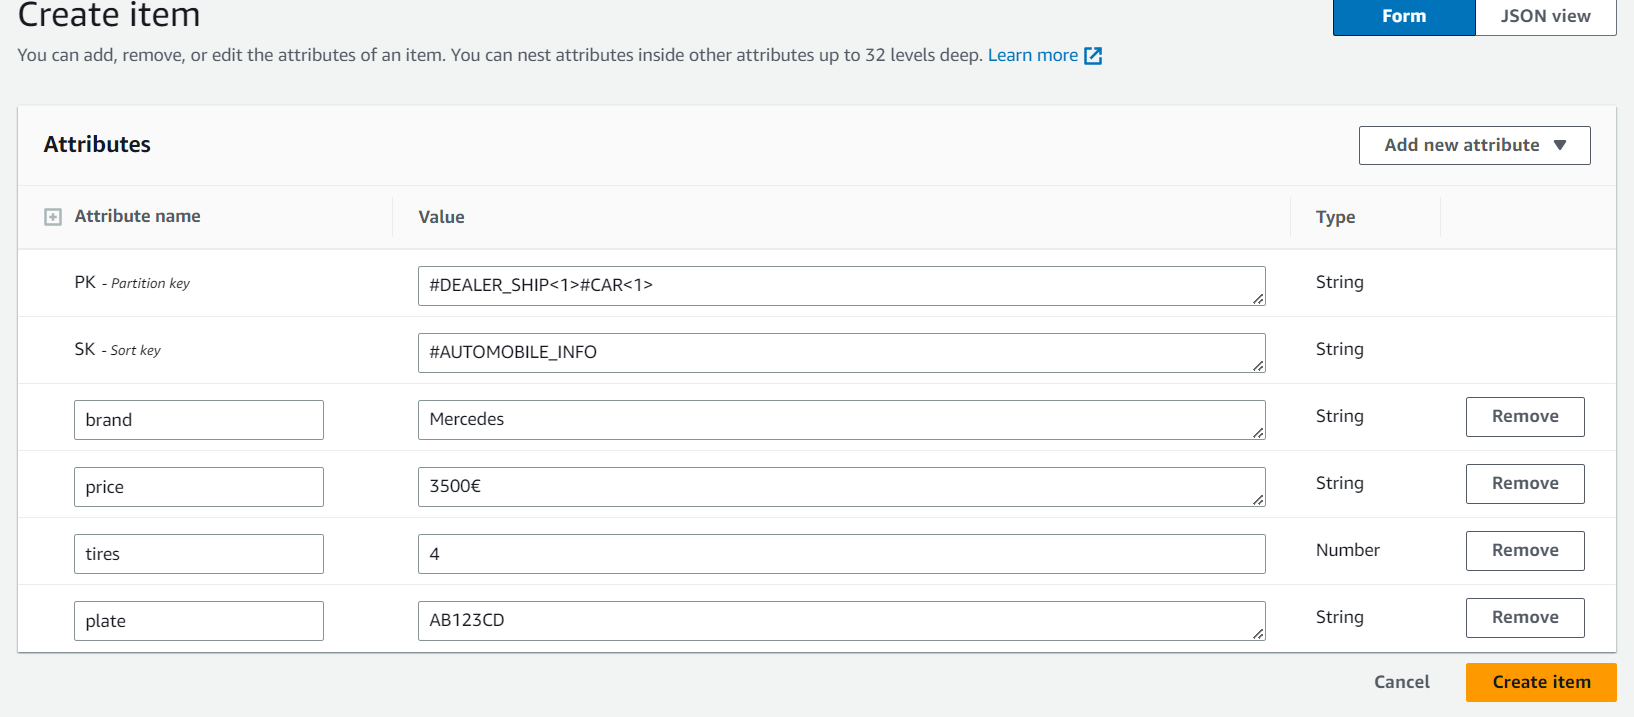 Create item
Form
JSON view
You can add, remove, or edit the attributes of an item. You can nest attributes inside other attributes up to 32 levels deep. Learn more
Attributes
Add new attribute
Attribute name Value Type
PK - Partition key #DEALER_SHIP<1>#CAR<1> String
SK - Sort key #AUTOMOBILE_INFO String
brand Mercedes String Remove
price 3500€ String Remove
tires 4 Number Remove
plate AB123CD String Remove
Cancel Create item